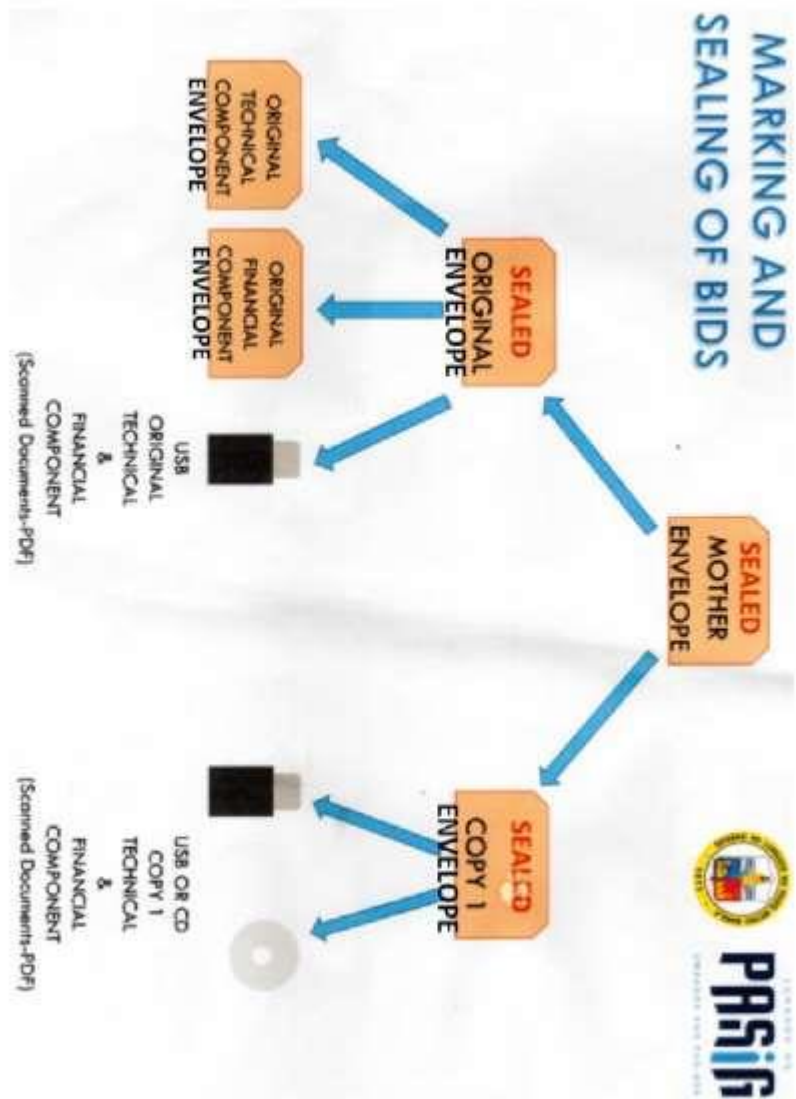 MARKING AND
SEALING OF BIDS
PASIG
SEALED
MOTHER
ENVELOPE
SEALED
ORIGINAL
ENVELOPE
SEALED
COPY 1
ENVELOPE
ORIGINAL
TECHNICAL
COMPONENT
ENVELOPE
ORIGINAL
FINANCIAL
COMPONENT
ENVELOPE
USB
ORIGINAL
TECHNICAL
&
FINANCIAL
COMPONENT
(Scanned Documents-PDF)
USB OR CD
COPY 1
TECHNICAL
&
FINANCIAL
COMPONENT
(Scanned Documents-PDF)